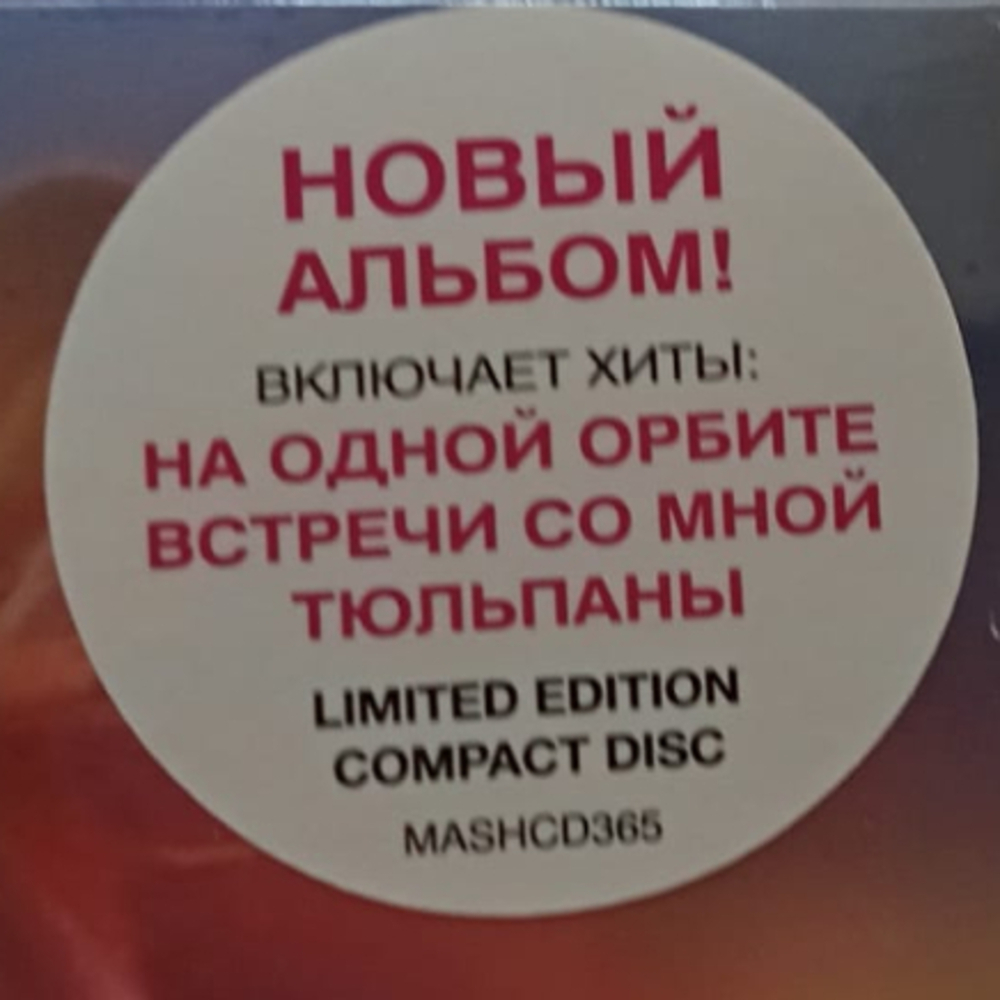 НОВЫЙ
АЛЬБОМ!
ВКЛЮЧАЕТ ХИТЫ:
НА ОДНОЙ ОРБИТЕ
ВСТРЕЧИ СО МНОЙ
ТЮЛЬПАНЫ
LIMITED EDITION
COMPACT DISC
MASHCD365